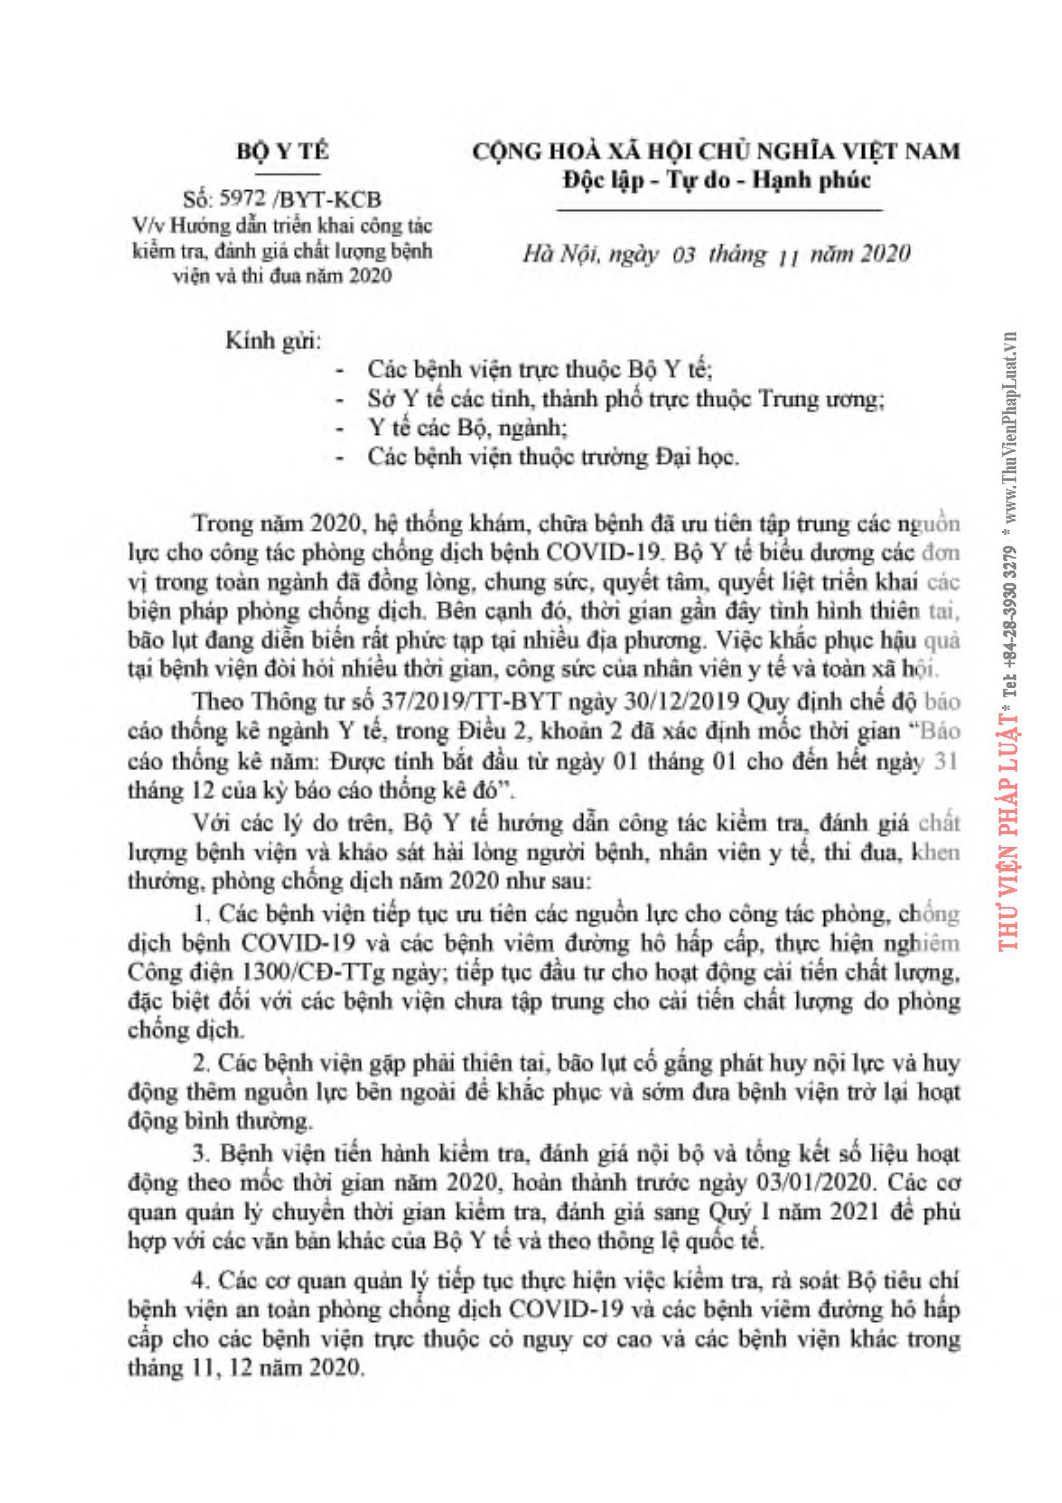 BỘ Y TẾ
Số: 5972 /BYT-KCB
V/v Hướng dẫn triển khai công tác
kiểm tra, đánh giá chất lượng bệnh
viện và thi đua năm 2020
CỘNG HOÀ XÃ HỘI CHỦ NGHĨA VIỆT NAM
Độc lập - Tự do - Hạnh phúc
Hà Nội, ngày 03 tháng 11 năm 2020
Kính gửi:
- Các bệnh viện trực thuộc Bộ Y tế;
- Sở Y tế các tỉnh, thành phố trực thuộc Trung ương;
- Y tế các Bộ, ngành;
- Các bệnh viện thuộc trường Đại học.
Trong năm 2020, hệ thống khám, chữa bệnh đã ưu tiên tập trung các nguồn
lực cho công tác phòng chống dịch bệnh COVID-19. Bộ Y tế biểu dương các đơn
vị trong toàn ngành đã đồng lòng, chung sức, quyết tâm, quyết liệt triển khai các
biện pháp phòng chống dịch. Bên cạnh đó, thời gian gần đây tình hình thiên tai,
bão lụt đang diễn biến rất phức tạp tại nhiều địa phương. Việc khắc phục hậu quả
tại bệnh viện đòi hỏi nhiều thời gian, công sức của nhân viên y tế và toàn xã hội.
Theo Thông tư số 37/2019/TT-BYT ngày 30/12/2019 Quy định chế độ báo
cáo thống kê ngành Y tế, trong Điều 2, khoản 2 đã xác định mốc thời gian “Báo
cáo thống kê năm: Được tính bắt đầu từ ngày 01 tháng 01 cho đến hết ngày 31
tháng 12 của kỳ báo cáo thống kê đó”.
Với các lý do trên, Bộ Y tế hướng dẫn công tác kiểm tra, đánh giá chất
lượng bệnh viện và khảo sát hài lòng người bệnh, nhân viên y tế, thi đua, khen
thưởng, phòng chống dịch năm 2020 như sau:
1. Các bệnh viện tiếp tục ưu tiên các nguồn lực cho công tác phòng, chống
dịch bệnh COVID-19 và các bệnh viêm đường hô hấp cấp, thực hiện nghiêm
Công điện 1300/CĐ-TTg ngày; tiếp tục đầu tư cho hoạt động cải tiến chất lượng,
đặc biệt đối với các bệnh viện chưa tập trung cho cải tiến chất lượng do phòng
chống dịch.
2. Các bệnh viện gặp phải thiên tai, bão lụt cố gắng phát huy nội lực và huy
động thêm nguồn lực bên ngoài để khắc phục và sớm đưa bệnh viện trở lại hoạt
động bình thường.
3. Bệnh viện tiến hành kiểm tra, đánh giá nội bộ và tổng kết số liệu hoạt
động theo mốc thời gian năm 2020, hoàn thành trước ngày 03/01/2020. Các cơ
quan quản lý chuyển thời gian kiểm tra, đánh giá sang Quý I năm 2021 để phù
hợp với các văn bản khác của Bộ Y tế và theo thông lệ quốc tế.
4. Các cơ quan quản lý tiếp tục thực hiện việc kiểm tra, rà soát Bộ tiêu chí
bệnh viện an toàn phòng chống dịch COVID-19 và các bệnh viêm đường hô hấp
cấp cho các bệnh viện trực thuộc có nguy cơ cao và các bệnh viện khác trong
tháng 11, 12 năm 2020.
THƯ VIỆN PHÁP LUẬT* Tel: +84-28-3930 3279 * www.ThuVienPhapLuat.vn